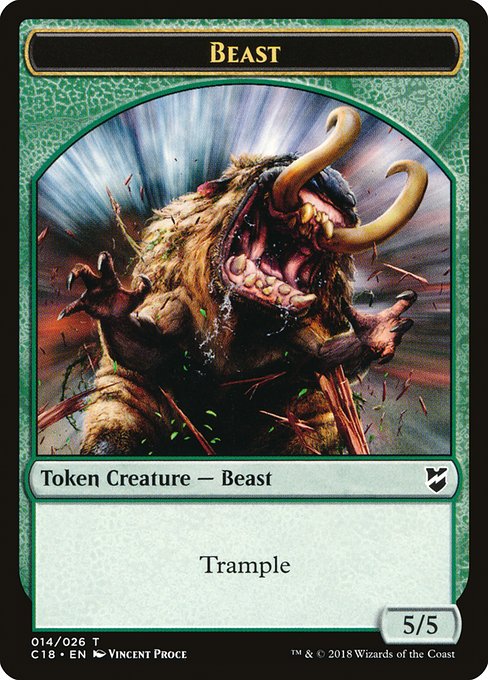 Beast
Token Creature — Beast
Trample
5/5
014/026 T
C18 • EN Vincent Proce
™ & © 2018 Wizards of the Coast